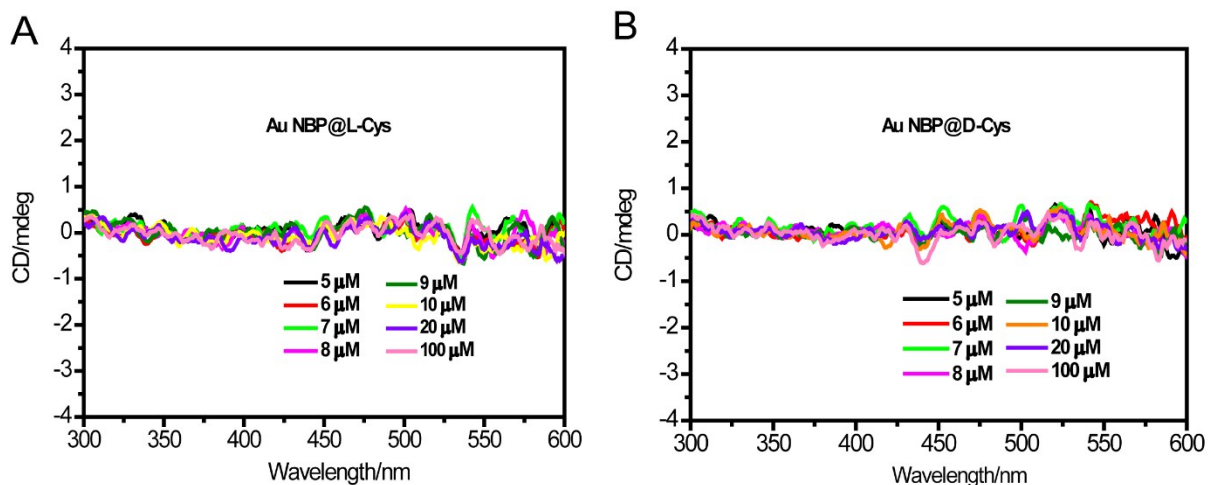 A
4
3
2
1
0
-1
-2
-3
-4
CD/mdeg
Au NBP@L-Cys
5 μM
6 μM
7 μM
8 μM
9 μM
10 μM
20 μM
100 μM
300 350 400 450 500 550 600
Wavelength/nm
B
4
3
2
1
0
-1
-2
-3
-4
CD/mdeg
Au NBP@D-Cys
5 μM
6 μM
7 μM
8 μM
9 μM
10 μM
20 μM
100 μM
300 350 400 450 500 550 600
Wavelength/nm